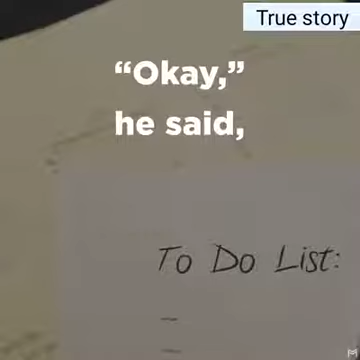 True story
“Okay,”
he said,
To Do List:
-
-